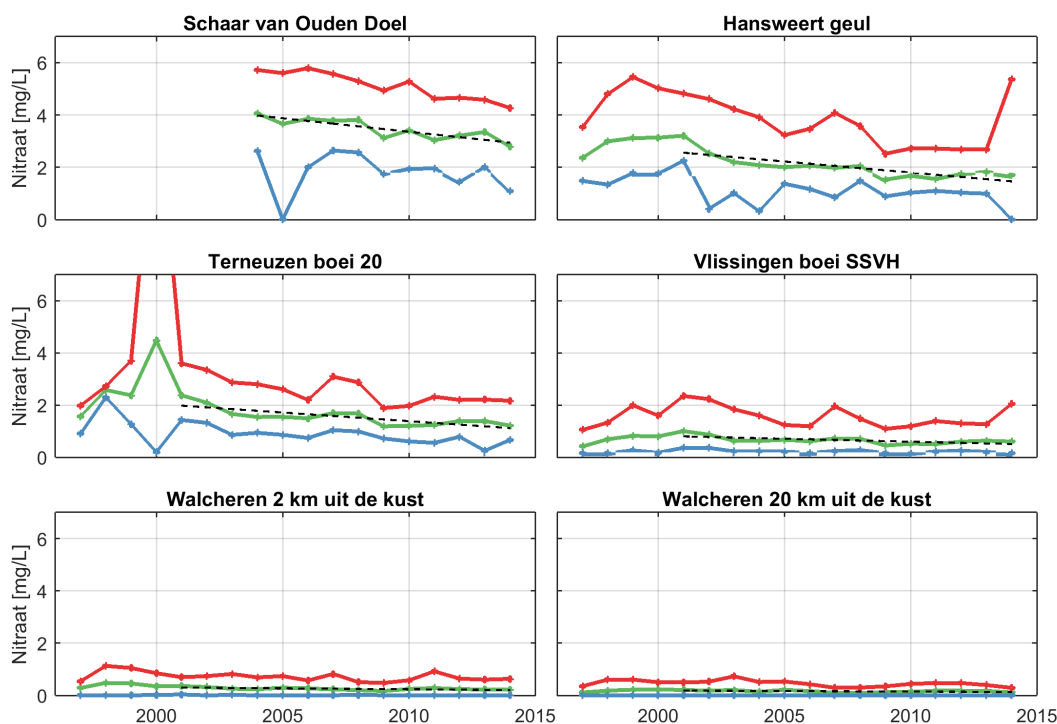 Schaar van Ouden Doel
Hansweert geul
Nitraat [mg/L]
6
4
2
0
Terneuzen boei 20
Vlissingen boei SSVH
Nitraat [mg/L]
6
4
2
0
Walcheren 2 km uit de kust
Walcheren 20 km uit de kust
Nitraat [mg/L]
6
4
2
0
2000 2005 2010 2015 2000 2005 2010 2015